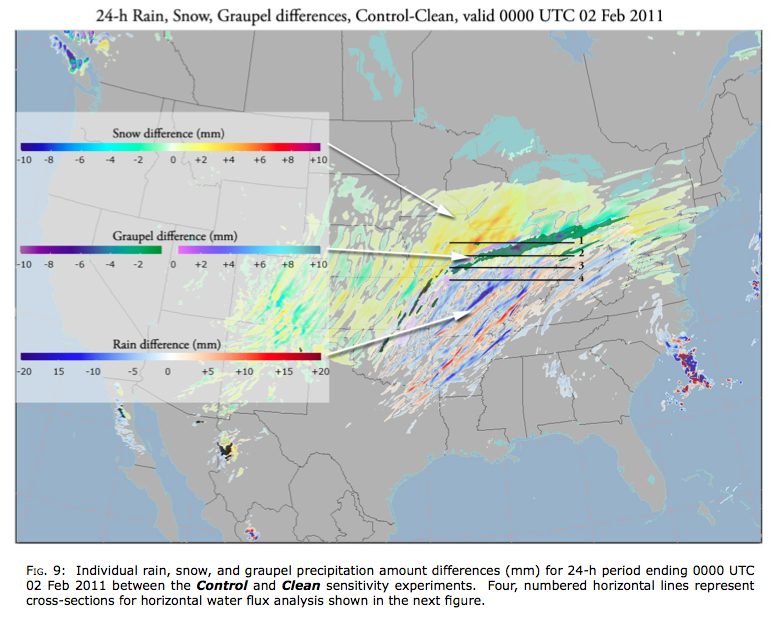 24-h Rain, Snow, Graupel differences, Control-Clean, valid 0000 UTC 02 Feb 2011
Snow difference (mm)
-10 -8 -6 -4 -2 0 +2 +4 +6 +8 +10
Graupel difference (mm)
-10 -8 -6 -4 -2 0 +2 +4 +6 +8 +10
Rain difference (mm)
-20 15 -10 -5 0 +5 +10 +15 +20
1
2
3
4
FIG. 9: Individual rain, snow, and graupel precipitation amount differences (mm) for 24-h period ending 0000 UTC
02 Feb 2011 between the Control and Clean sensitivity experiments. Four, numbered horizontal lines represent
cross-sections for horizontal water flux analysis shown in the next figure.